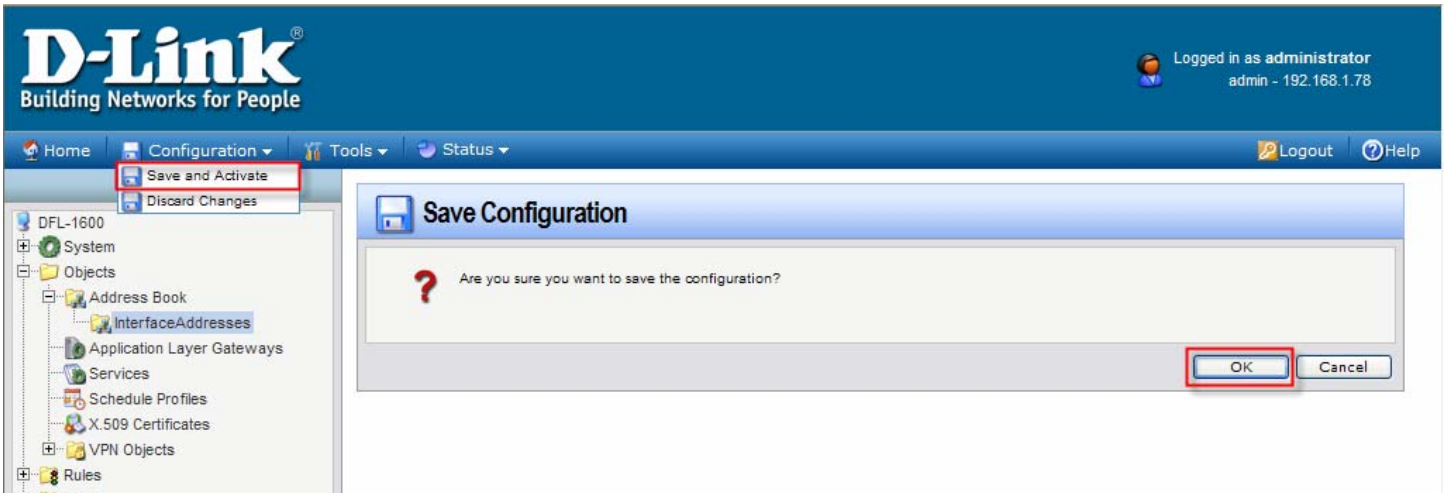 D-Link®
Building Networks for People
Logged in as administrator
admin - 192.168.1.78
Home Configuration Tools Status Logout Help
Save and Activate
Discard Changes
DFL-1600
System
Objects
Address Book
InterfaceAddresses
Application Layer Gateways
Services
Schedule Profiles
X.509 Certificates
VPN Objects
Rules
Save Configuration
Are you sure you want to save the configuration?
OK Cancel